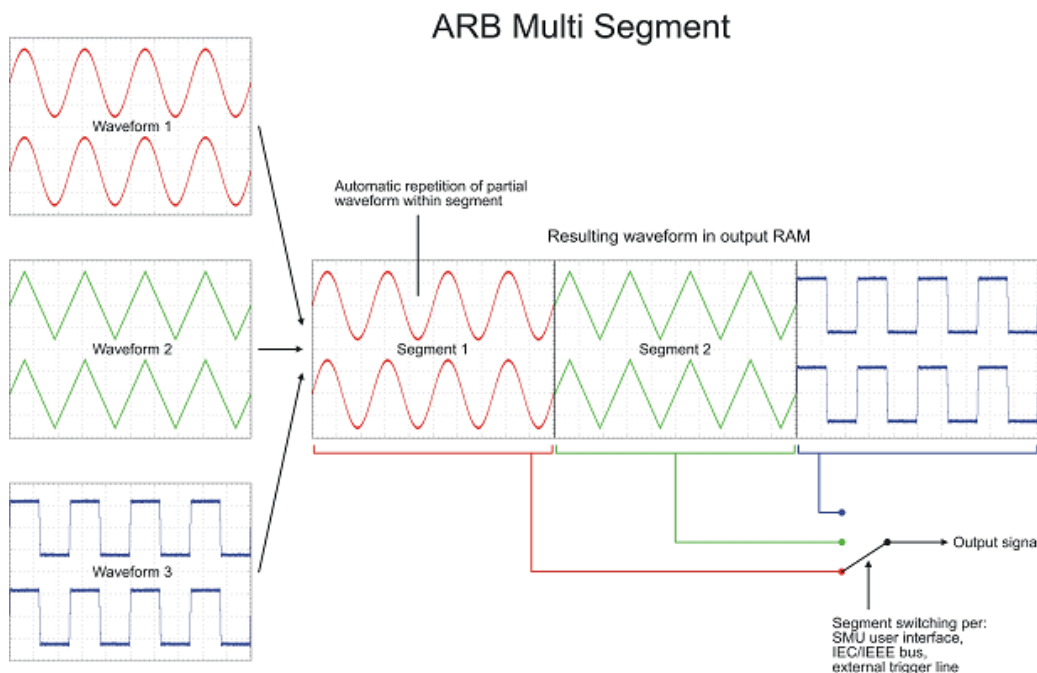 ARB Multi Segment
Waveform 1
Automatic repetition of partial
waveform within segment
Resulting waveform in output RAM
Waveform 2
Segment 1
Segment 2
Waveform 3
Output signa
Segment switching per:
SMU user interface,
IEC/IEEE bus,
external trigger line